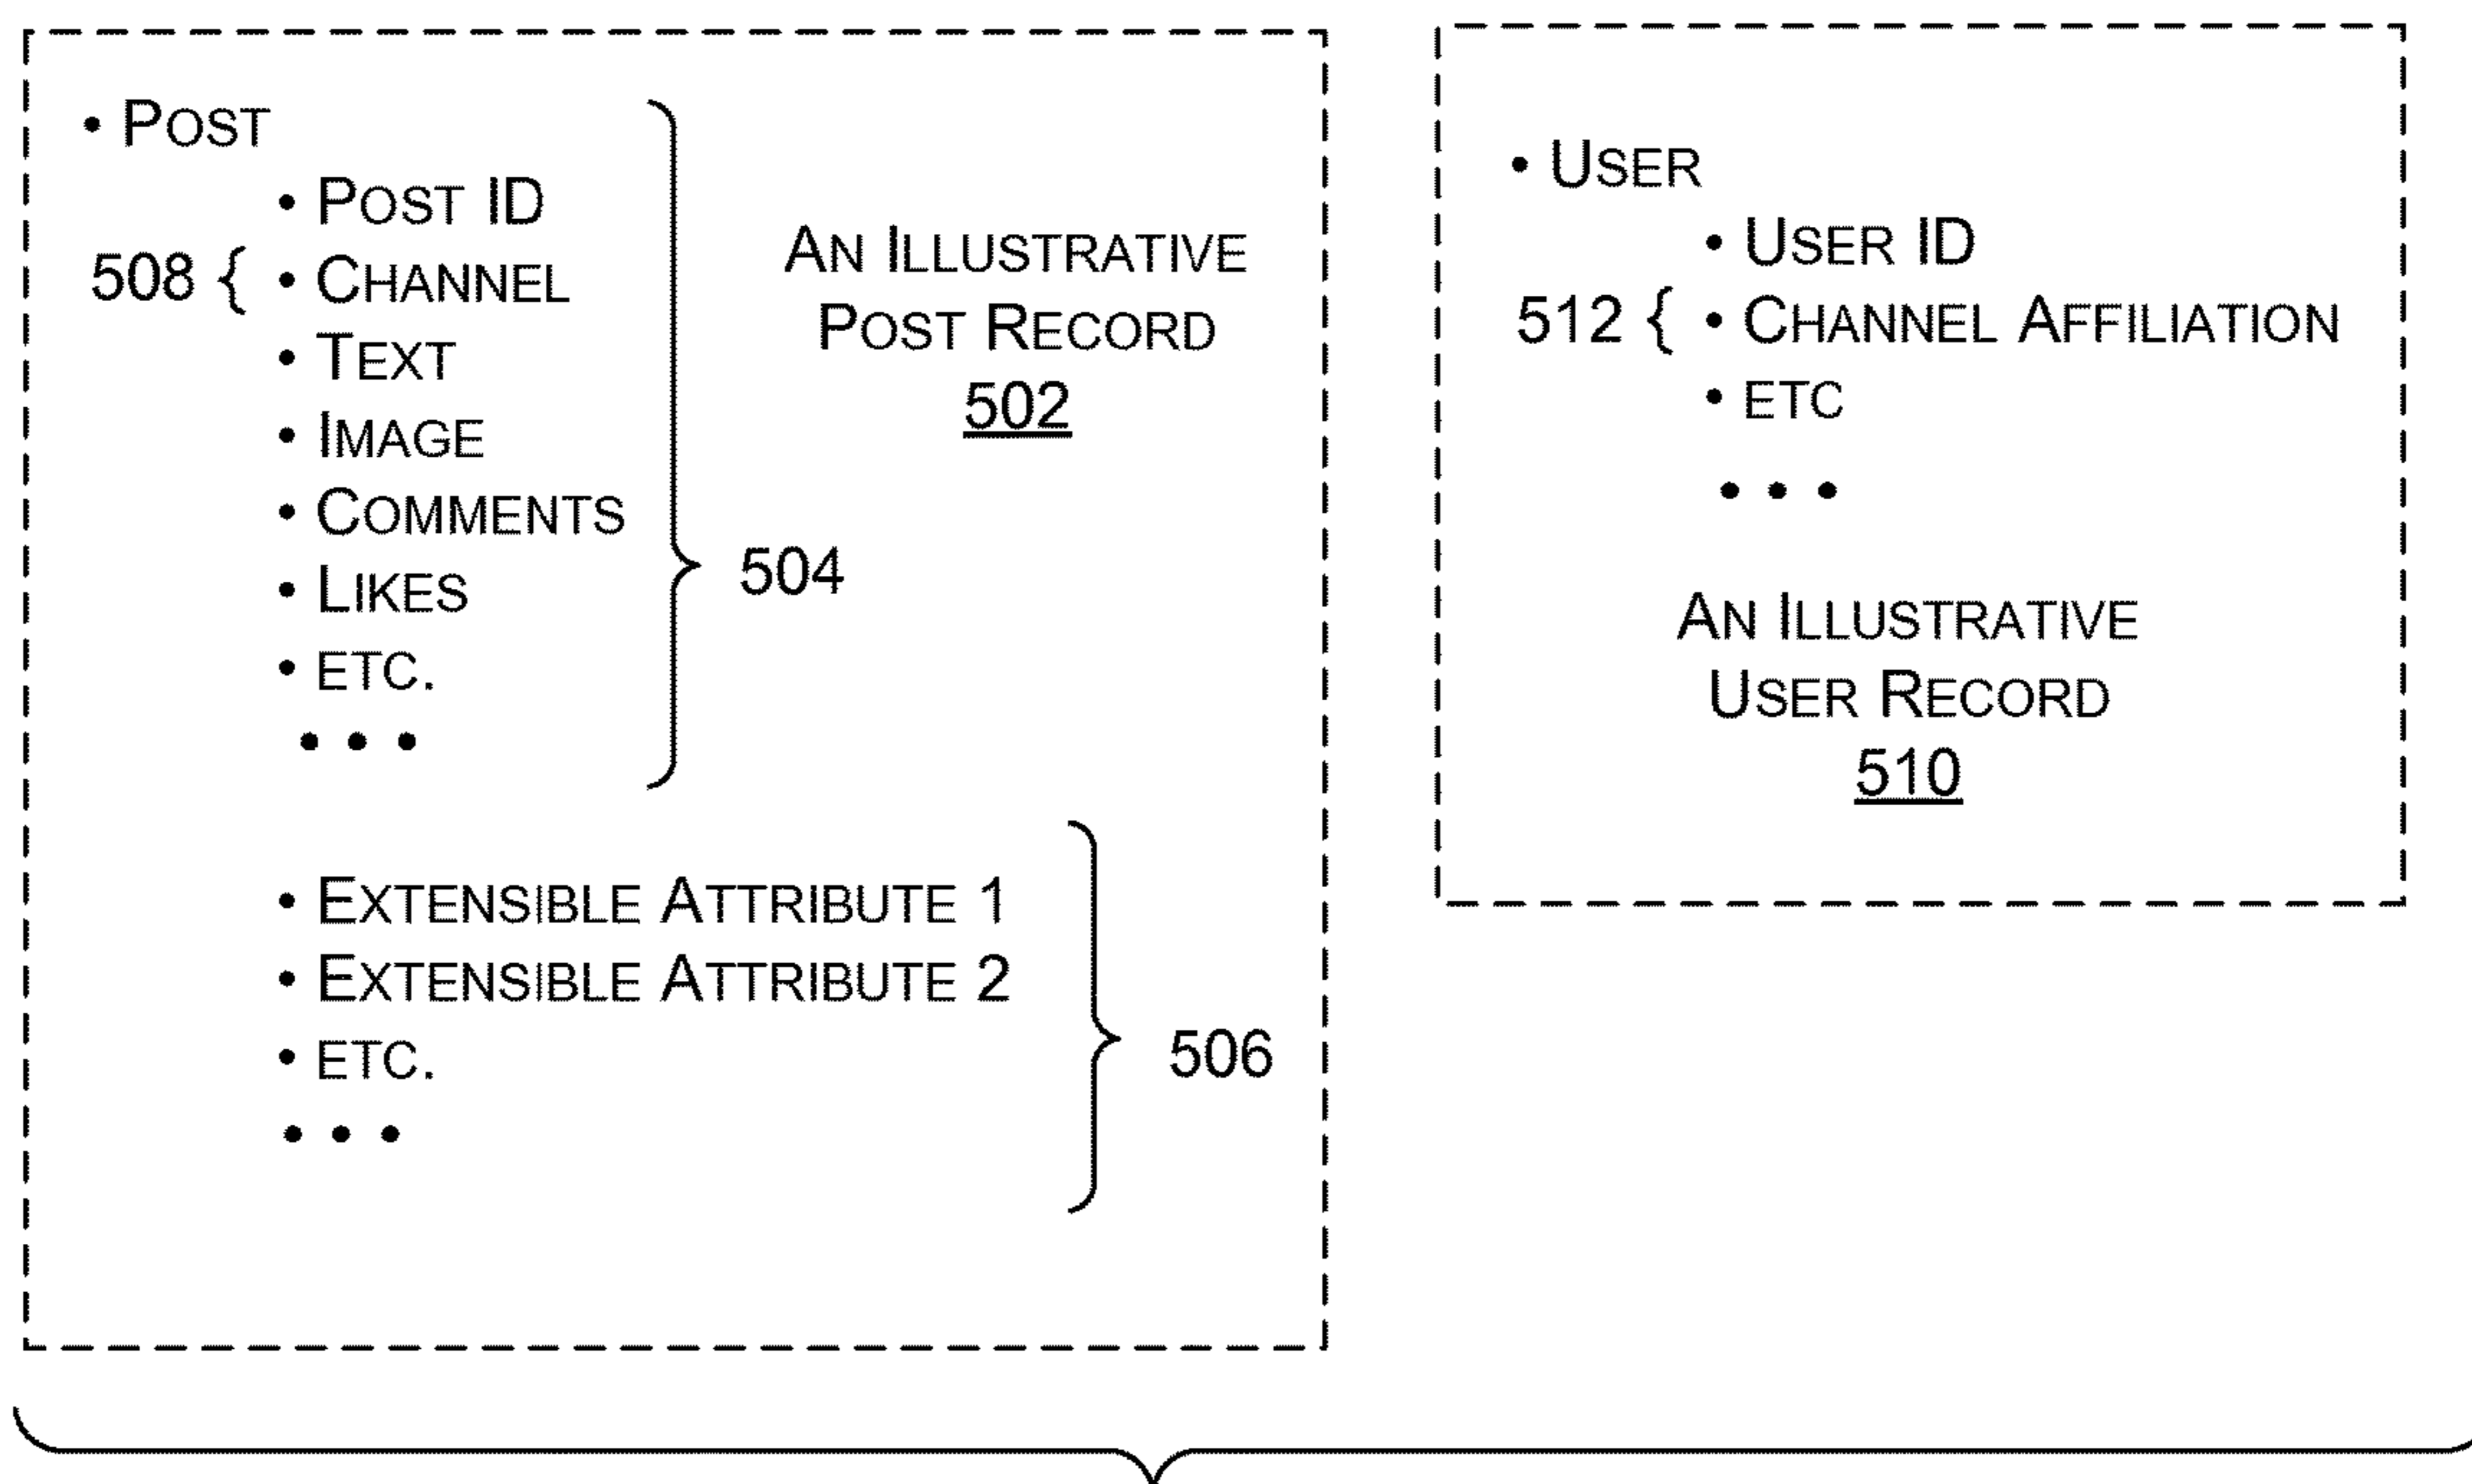 • POST
• POST ID
508 { • CHANNEL
• TEXT
• IMAGE
• COMMENTS
• LIKES
• ETC.
• • •
504
AN ILLUSTRATIVE
POST RECORD
502
• EXTENSIBLE ATTRIBUTE 1
• EXTENSIBLE ATTRIBUTE 2
• ETC.
• • •
506
• USER
• USER ID
512 { • CHANNEL AFFILIATION
• ETC
• • •
AN ILLUSTRATIVE
USER RECORD
510